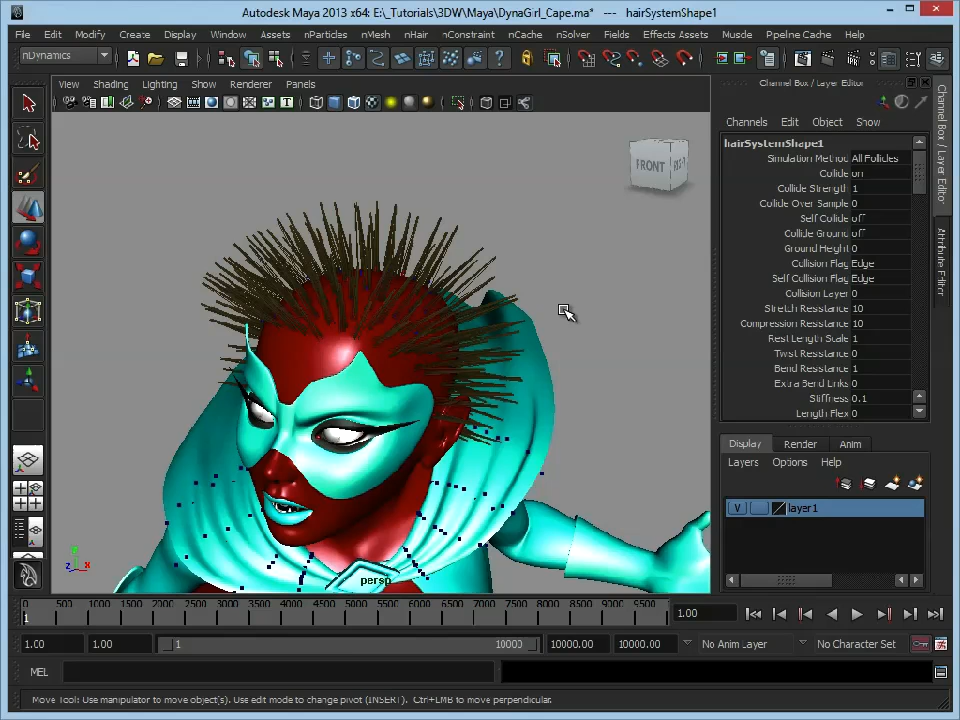 Autodesk Maya 2013 x64: E:\_Tutorials\3DW\Maya\DynaGirl_Cape.ma* --- hairSystemShape1
File Edit Modify Create Display Window Assets nParticles nMesh nHair nConstraint nCache nSolver Fields Effects Assets Muscle Pipeline Cache Help
nDynamics
View Shading Lighting Show Renderer Panels
Channel Box / Layer Editor
Channels Edit Object Show
hairSystemShape1
Simulation Method All Follicles
Collide on
Collide Strength 1
Collide Over Sample 0
Self Collide off
Collide Ground off
Ground Height 0
Collision Flag Edge
Self Collision Flag Edge
Collision Layer 0
Stretch Resistance 10
Compression Resistance 10
Rest Length Scale 1
Twist Resistance 0
Bend Resistance 1
Extra Bend Links 0
Stiffness 0.1
Length Flex 0
Channel Box / Layer Editor
Attribute Editor
FRONT
persp
y
z x
Display Render Anim
Layers Options Help
V layer1
0 500 1000 1500 2000 2500 3000 3500 4000 4500 5000 5500 6000 6500 7000 7500 8000 8500 9000 9500
1
1.00
1.00 1.00 1 10000 10000.00 10000.00 No Anim Layer No Character Set
MEL
Move Tool: Use manipulator to move object(s). Use edit mode to change pivot (INSERT). Ctrl+LMB to move perpendicular.